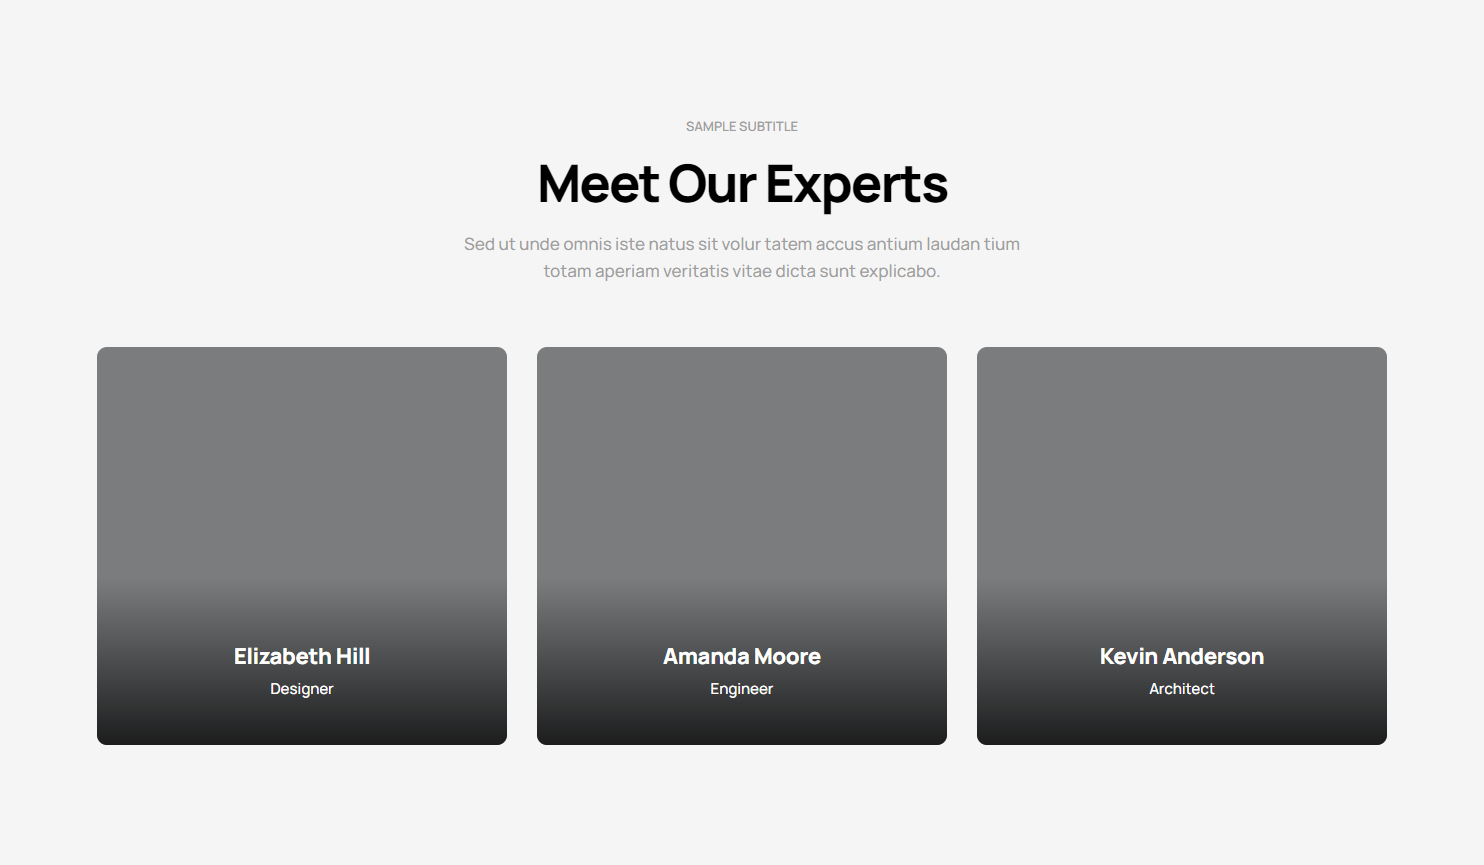 SAMPLE SUBTITLE
Meet Our Experts
Sed ut unde omnis iste natus sit volur tatem accus antium laudan tium
totam aperiam veritatis vitae dicta sunt explicabo.
Elizabeth Hill
Designer
Amanda Moore
Engineer
Kevin Anderson
Architect